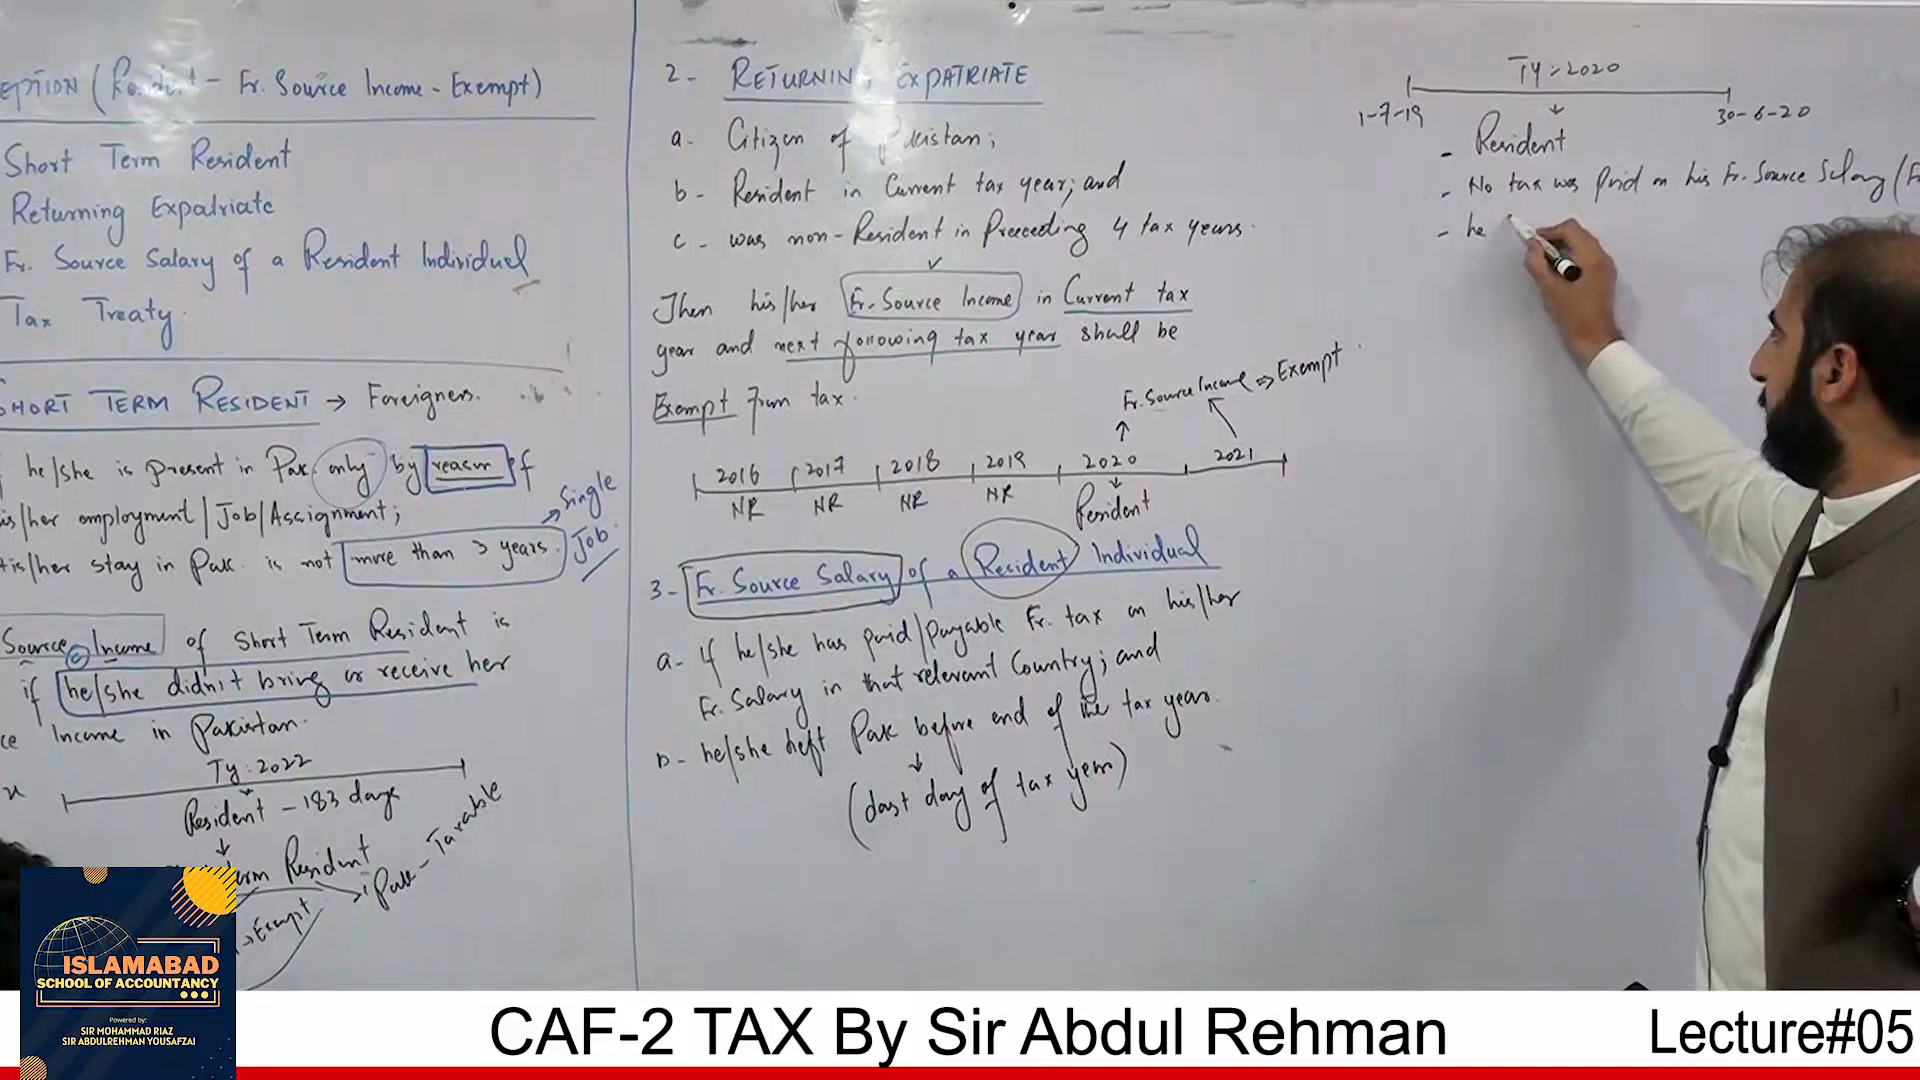 EPTION (Resident - Fr. Source Income - Exempt)
Short Term Resident
Returning Expatriate
Fr. Source Salary of a Resident Individual
Tax Treaty.
SHORT TERM RESIDENT → Foreigners.
he/she is present in Pak only by reason of
is/her employment/Job/Assignment;
His/her stay in Pak. is not more than 3 years.
Single
Job.
Source Income of Short Term Resident is
if he/she didn't bring or receive her
ce Income in Pakistan.
Ty: 2022
Resident - 183 days
Term Resident
→ Exempt
Pak - Taxable
2- RETURNING EXPATRIATE
a- Citizen of Pakistan;
b- Resident in Current tax year; and
c- was non-Resident in Preceeding 4 tax years.
Then his/her Fr. Source Income in Current tax
year and next following tax year shall be
Exempt from tax.
Fr. Source Income => Exempt
2016 2017 2018 2019 2020 2021
NR NR NR NR Resident
3- Fr. Source Salary of a Resident Individual
a- If he/she has paid/payable Fr. tax on his/her
Fr. Salary in that relevant Country; and
he/she left Pak before end of the tax year.
(last day of tax year)
TY: 2020
1-7-19
30-6-20
- Resident
- No tax was paid on his Fr. Source Salary (F
- he
ISLAMABAD
SCHOOL OF ACCOUNTANCY
Powered by:
SIR MOHAMMAD RIAZ
SIR ABDULREHMAN YOUSAFZAI
CAF-2 TAX By Sir Abdul Rehman
Lecture#05